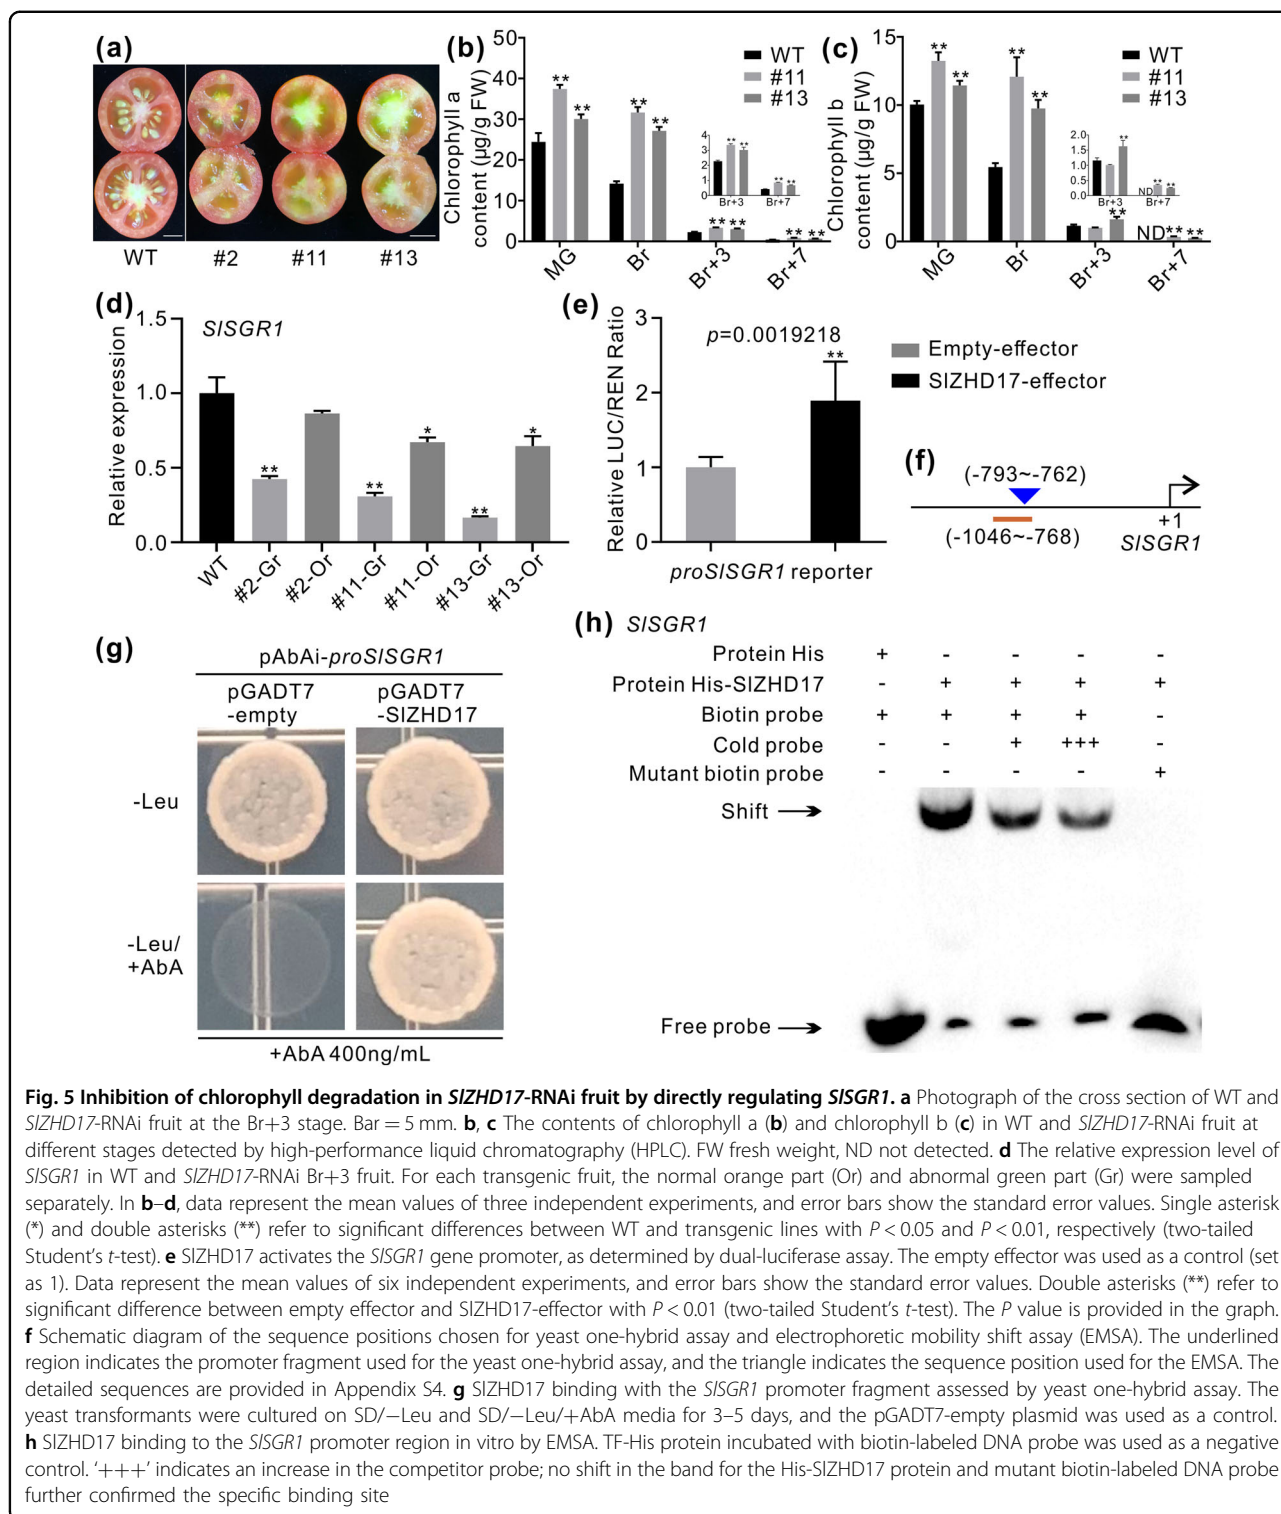 (a)
WT
#2
#11
#13
(b)
Chlorophyll a
content (µg/g FW)
50
40
30
20
10
0
** ** ** ** ** ** ** **
WT
#11
#13
4
3
2
1
0
** ** ** **
Br+3 Br+7
MG Br Br+3 Br+7
(c)
Chlorophyll b
content (µg/g FW)
15
10
5
0
** ** ** ** ** ND** **
WT
#11
#13
2.0
1.5
1.0
0.5
0.0
** ND ** **
Br+3 Br+7
MG Br Br+3 Br+7
(d)
SlSGR1
Relative expression
1.5
1.0
0.5
0.0
** ** * ** *
WT #2-Gr #2-Or #11-Gr #11-Or #13-Gr #13-Or
(e)
Relative LUC/REN Ratio
3
2
1
0
p=0.0019218
**
proSlSGR1 reporter
Empty-effector
SlZHD17-effector
(f)
(-793~-762)
(-1046~-768)
+1
SlSGR1
(g)
pAbAi-proSlSGR1
pGADT7 pGADT7
-empty -SlZHD17
-Leu
-Leu/
+AbA
+AbA 400ng/mL
(h) SlSGR1
Protein His + - - - -
Protein His-SlZHD17 - + + + +
Biotin probe + + + + -
Cold probe - - + +++ -
Mutant biotin probe - - - - +
Shift
Free probe
Fig. 5 Inhibition of chlorophyll degradation in SlZHD17-RNAi fruit by directly regulating SlSGR1. a Photograph of the cross section of WT and
SlZHD17-RNAi fruit at the Br+3 stage. Bar = 5 mm. b, c The contents of chlorophyll a (b) and chlorophyll b (c) in WT and SlZHD17-RNAi fruit at
different stages detected by high-performance liquid chromatography (HPLC). FW fresh weight, ND not detected. d The relative expression level of
SlSGR1 in WT and SlZHD17-RNAi Br+3 fruit. For each transgenic fruit, the normal orange part (Or) and abnormal green part (Gr) were sampled
separately. In b–d, data represent the mean values of three independent experiments, and error bars show the standard error values. Single asterisk
(*) and double asterisks (**) refer to significant differences between WT and transgenic lines with P < 0.05 and P < 0.01, respectively (two-tailed
Student's t-test). e SlZHD17 activates the SlSGR1 gene promoter, as determined by dual-luciferase assay. The empty effector was used as a control (set
as 1). Data represent the mean values of six independent experiments, and error bars show the standard error values. Double asterisks (**) refer to
significant difference between empty effector and SlZHD17-effector with P < 0.01 (two-tailed Student's t-test). The P value is provided in the graph.
f Schematic diagram of the sequence positions chosen for yeast one-hybrid assay and electrophoretic mobility shift assay (EMSA). The underlined
region indicates the promoter fragment used for the yeast one-hybrid assay, and the triangle indicates the sequence position used for the EMSA. The
detailed sequences are provided in Appendix S4. g SlZHD17 binding with the SlSGR1 promoter fragment assessed by yeast one-hybrid assay. The
yeast transformants were cultured on SD/−Leu and SD/−Leu/+AbA media for 3–5 days, and the pGADT7-empty plasmid was used as a control.
h SlZHD17 binding to the SlSGR1 promoter region in vitro by EMSA. TF-His protein incubated with biotin-labeled DNA probe was used as a negative
control. '+++' indicates an increase in the competitor probe; no shift in the band for the His-SlZHD17 protein and mutant biotin-labeled DNA probe
further confirmed the specific binding site